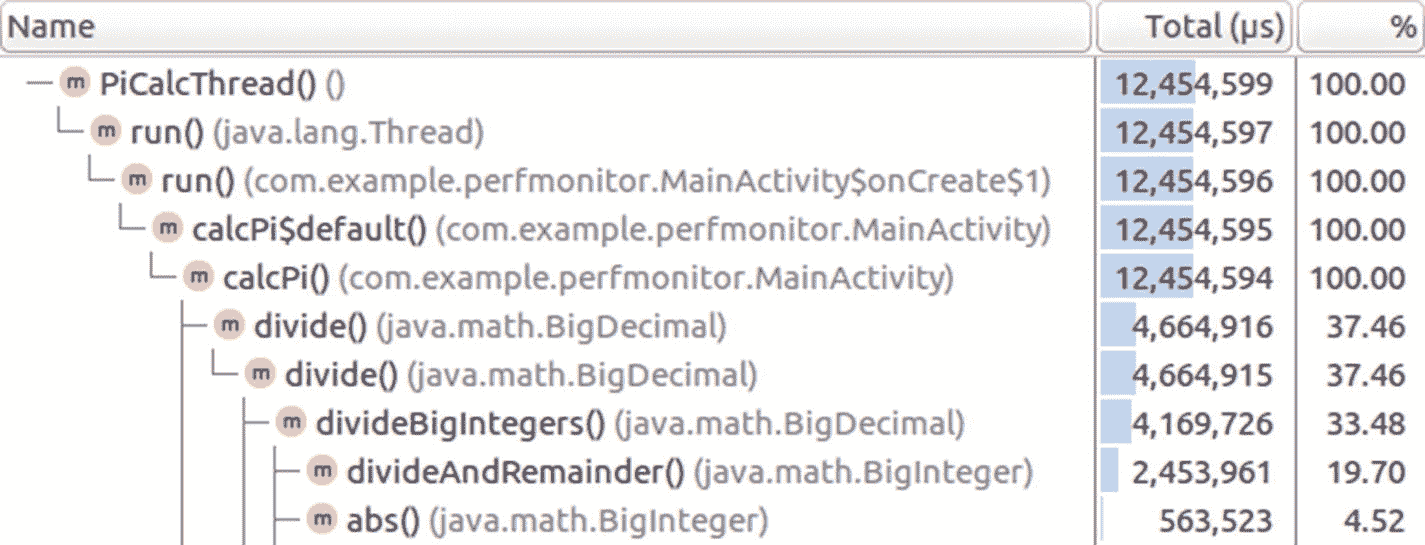 Name Total (µs) %
m PiCalcThread() () 12,454,599 100.00
m run() (java.lang.Thread) 12,454,597 100.00
m run() (com.example.perfmonitor.MainActivity$onCreate$1) 12,454,596 100.00
m calcPi$default() (com.example.perfmonitor.MainActivity) 12,454,595 100.00
m calcPi() (com.example.perfmonitor.MainActivity) 12,454,594 100.00
m divide() (java.math.BigDecimal) 4,664,916 37.46
m divide() (java.math.BigDecimal) 4,664,915 37.46
m divideBigIntegers() (java.math.BigDecimal) 4,169,726 33.48
m divideAndRemainder() (java.math.BigInteger) 2,453,961 19.70
m abs() (java.math.BigInteger) 563,523 4.52